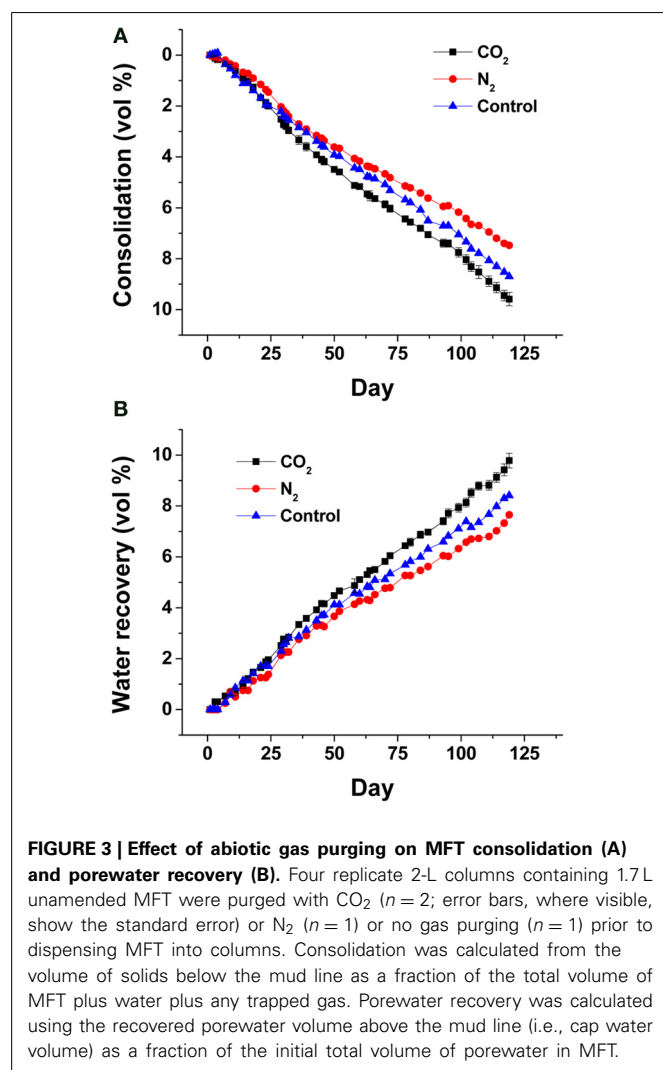 A
CO₂
N₂
Control
0
2
4
6
8
10
Consolidation (vol %)
0 25 50 75 100 125
Day
B
CO₂
N₂
Control
10
8
6
4
2
0
Water recovery (vol %)
0 25 50 75 100 125
Day
FIGURE 3 | Effect of abiotic gas purging on MFT consolidation (A)
and porewater recovery (B). Four replicate 2-L columns containing 1.7 L
unamended MFT were purged with CO₂ (n = 2; error bars, where visible,
show the standard error) or N₂ (n = 1) or no gas purging (n = 1) prior to
dispensing MFT into columns. Consolidation was calculated from the
volume of solids below the mud line as a fraction of the total volume of
MFT plus water plus any trapped gas. Porewater recovery was calculated
using the recovered porewater volume above the mud line (i.e., cap water
volume) as a fraction of the initial total volume of porewater in MFT.